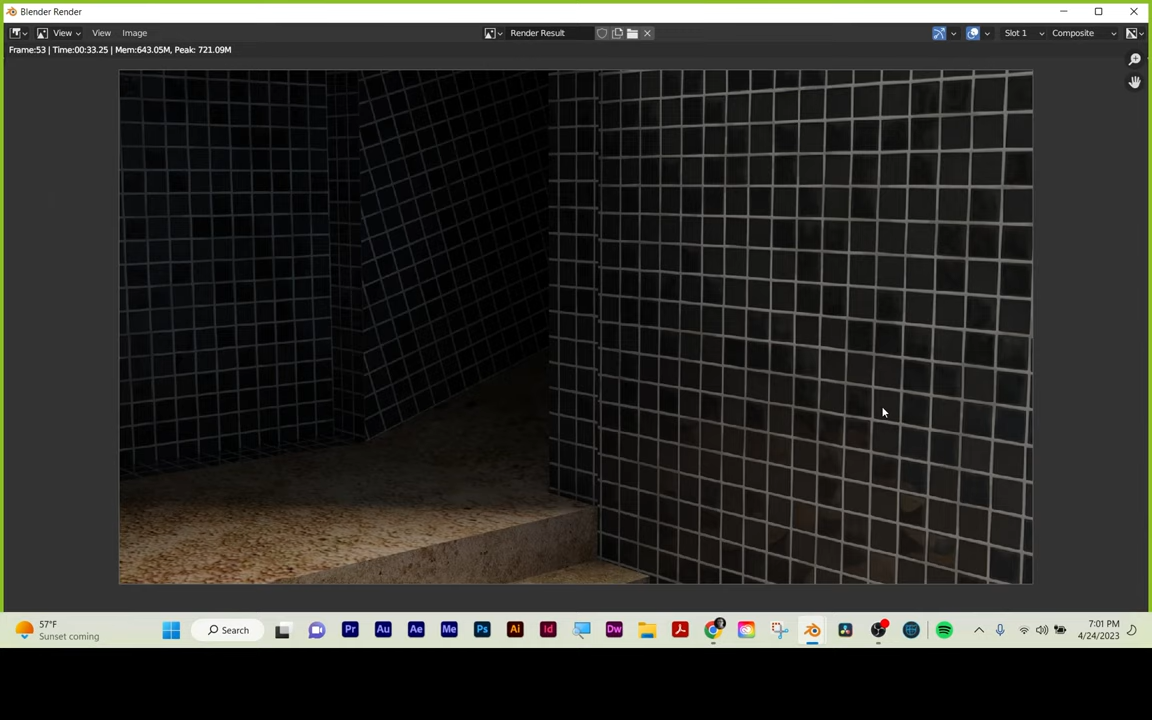 Blender Render
View View Image Render Result Slot 1 Composite
Frame:53 | Time:00:33.25 | Mem:643.05M, Peak: 721.09M
57°F
Sunset coming
Search
Pr Au Ae Me Ps Ai Id Dw
7:01 PM
4/24/2023